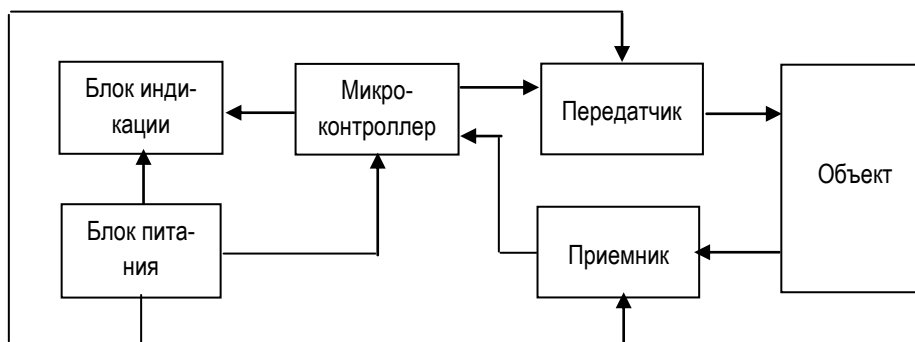 Блок инди-
кации
Микро-
контроллер
Передатчик
Объект
Блок пита-
ния
Приемник